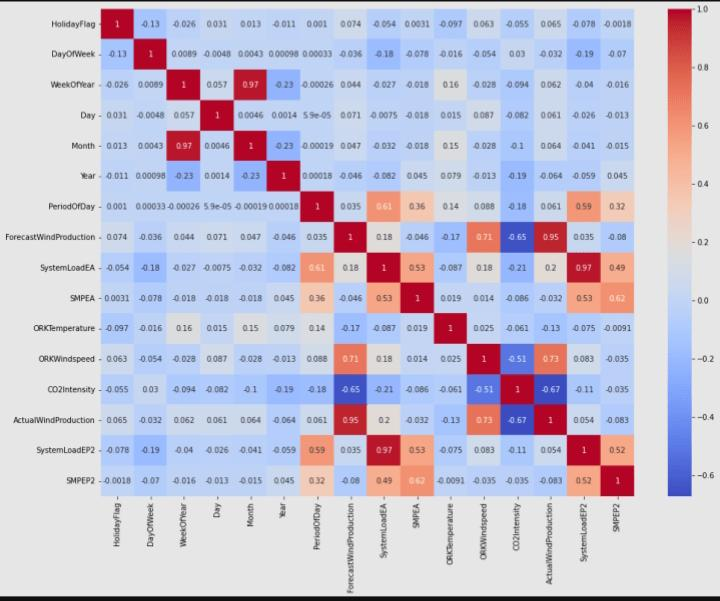 HolidayFlag 1 -0.13 -0.026 0.031 0.013 -0.011 0.001 0.074 -0.054 0.0031 -0.097 0.063 -0.055 0.065 -0.078 -0.0018
DayOfWeek -0.13 1 0.0089 -0.0048 0.0043 0.00098 0.00033 -0.036 -0.18 -0.078 -0.016 -0.054 0.03 -0.032 -0.19 -0.07
WeekOfYear -0.026 0.0089 1 0.057 0.97 -0.23 -0.00026 0.044 -0.027 -0.018 0.16 -0.028 -0.094 0.062 -0.04 -0.016
Day 0.031 -0.0048 0.057 1 0.0046 0.0014 5.9e-05 0.071 -0.0075 -0.018 0.015 0.087 -0.082 0.061 -0.026 -0.013
Month 0.013 0.0043 0.97 0.0046 1 -0.23 -0.00019 0.047 -0.032 -0.018 0.15 -0.028 -0.1 0.064 -0.041 -0.015
Year -0.011 0.00098 -0.23 0.0014 -0.23 1 0.00018 -0.046 -0.082 0.045 0.079 -0.013 -0.19 -0.064 -0.059 0.045
PeriodOfDay 0.001 0.00033 -0.00026 5.9e-05 -0.00019 0.00018 1 0.035 0.61 0.36 0.14 0.088 -0.18 0.061 0.59 0.32
ForecastWindProduction 0.074 -0.036 0.044 0.071 0.047 -0.046 0.035 1 0.18 -0.046 -0.17 0.71 -0.65 0.95 0.035 -0.08
SystemLoadEA -0.054 -0.18 -0.027 -0.0075 -0.032 -0.082 0.61 0.18 1 0.53 -0.087 0.18 -0.21 0.2 0.97 0.49
SMPEA 0.0031 -0.078 -0.018 -0.018 -0.018 0.045 0.36 -0.046 0.53 1 0.019 0.014 -0.086 -0.032 0.53 0.62
ORKTemperature -0.097 -0.016 0.16 0.015 0.15 0.079 0.14 -0.17 -0.087 0.019 1 0.025 -0.061 -0.13 -0.075 -0.0091
ORKWindspeed 0.063 -0.054 -0.028 0.087 -0.028 -0.013 0.088 0.71 0.18 0.014 0.025 1 -0.51 0.73 0.083 -0.035
CO2Intensity -0.055 0.03 -0.094 -0.082 -0.1 -0.19 -0.18 -0.65 -0.21 -0.086 -0.061 -0.51 1 -0.67 -0.11 -0.035
ActualWindProduction 0.065 -0.032 0.062 0.061 0.064 -0.064 0.061 0.95 0.2 -0.032 -0.13 0.73 -0.67 1 0.054 -0.083
SystemLoadEP2 -0.078 -0.19 -0.04 -0.026 -0.041 -0.059 0.59 0.035 0.97 0.53 -0.075 0.083 -0.11 0.054 1 0.52
SMPEP2 -0.0018 -0.07 -0.016 -0.013 -0.015 0.045 0.32 -0.08 0.49 0.62 -0.0091 -0.035 -0.035 -0.083 0.52 1
HolidayFlag
DayOfWeek
WeekOfYear
Day
Month
Year
PeriodOfDay
ForecastWindProduction
SystemLoadEA
SMPEA
ORKTemperature
ORKWindspeed
CO2Intensity
ActualWindProduction
SystemLoadEP2
SMPEP2
1.0
0.8
0.6
0.4
0.2
0.0
−0.2
−0.4
−0.6